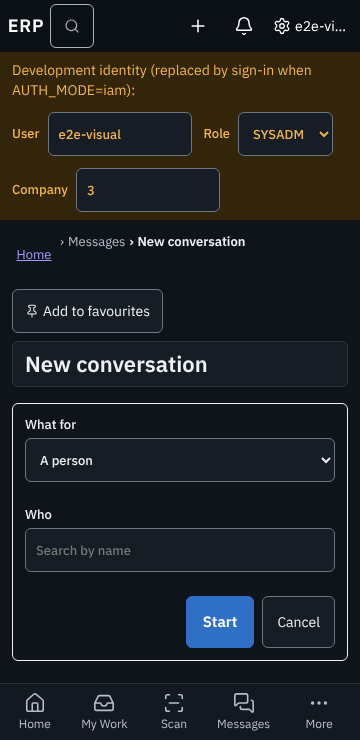 ERP
e2e-vi...
Development identity (replaced by sign-in when
AUTH_MODE=iam):
User e2e-visual Role SYSADM
Company 3
Home › Messages › New conversation
Add to favourites
New conversation
What for
A person
Who
Search by name
Start Cancel
Home My Work Scan Messages More